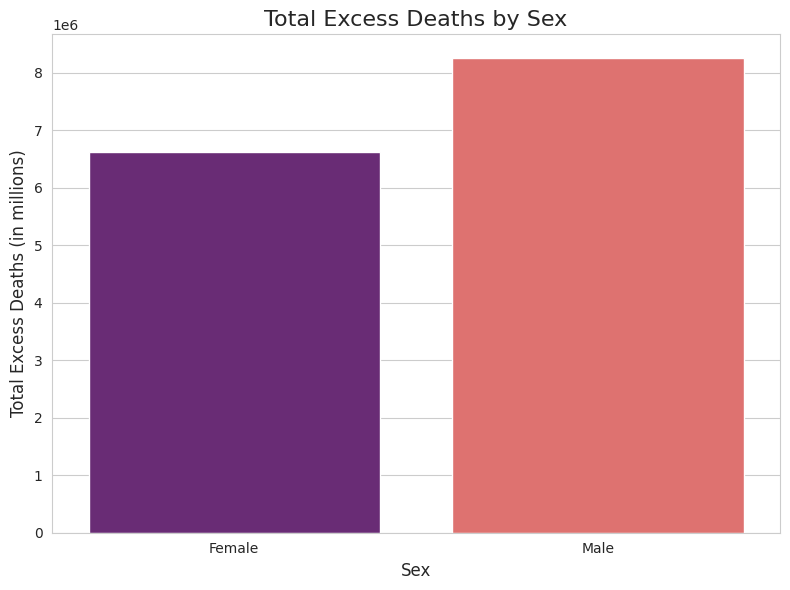 Total Excess Deaths by Sex
1e6
8
7
6
5
4
3
2
1
0
Total Excess Deaths (in millions)
Female
Male
Sex